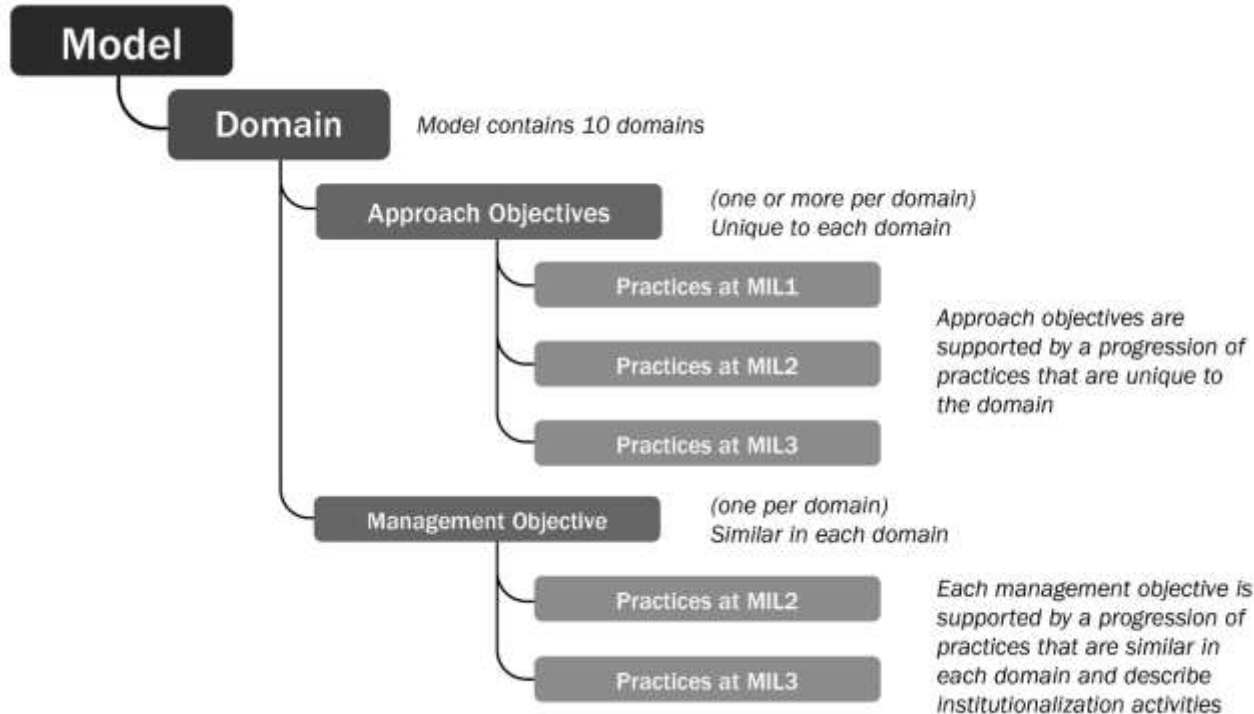 Model
Domain
Model contains 10 domains
Approach Objectives
(one or more per domain)
Unique to each domain
Practices at MIL1
Practices at MIL2
Practices at MIL3
Approach objectives are
supported by a progression of
practices that are unique to
the domain
Management Objective
(one per domain)
Similar in each domain
Practices at MIL2
Practices at MIL3
Each management objective is
supported by a progression of
practices that are similar in
each domain and describe
institutionalization activities